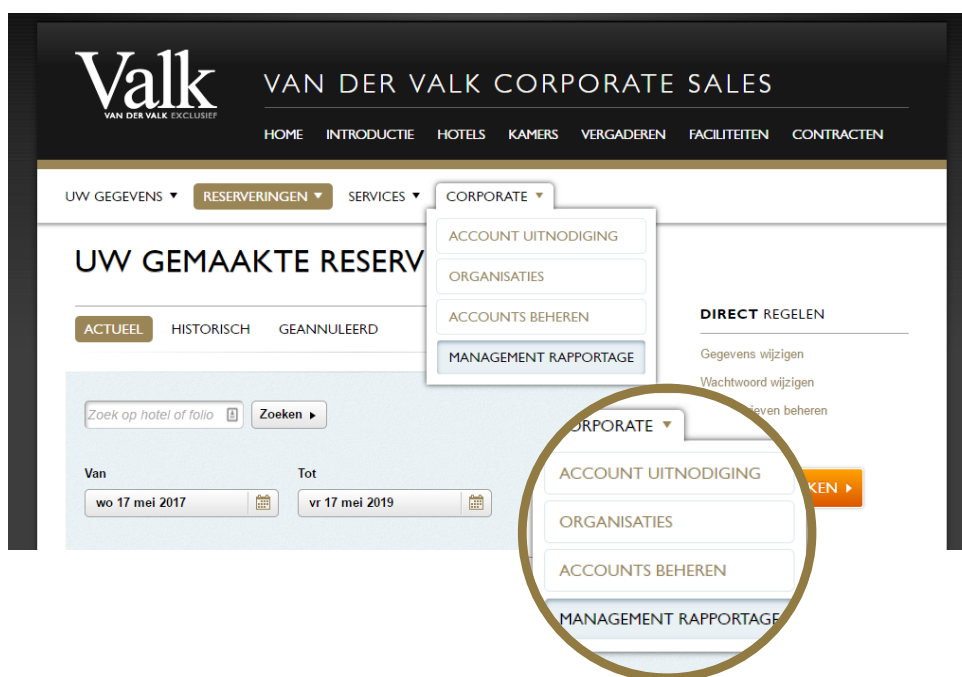 Valk
VAN DER VALK EXCLUSIEF
VAN DER VALK CORPORATE SALES
HOME INTRODUCTIE HOTELS KAMERS VERGADEREN FACILITEITEN CONTRACTEN
UW GEGEVENS ▼ RESERVERINGEN ▼ SERVICES ▼ CORPORATE ▼
ACCOUNT UITNODIGING
ORGANISATIES
ACCOUNTS BEHEREN
MANAGEMENT RAPPORTAGE
UW GEMAAKTE RESERV
ACTUEEL HISTORISCH GEANNULEERD
DIRECT REGELEN
Gegevens wijzigen
Wachtwoord wijzigen
beheren
Zoek op hotel of folio Zoeken ▶
Van Tot
wo 17 mei 2017 vr 17 mei 2019
KEN ▶
ORPORATE ▼
ACCOUNT UITNODIGING
ORGANISATIES
ACCOUNTS BEHEREN
MANAGEMENT RAPPORTAGE